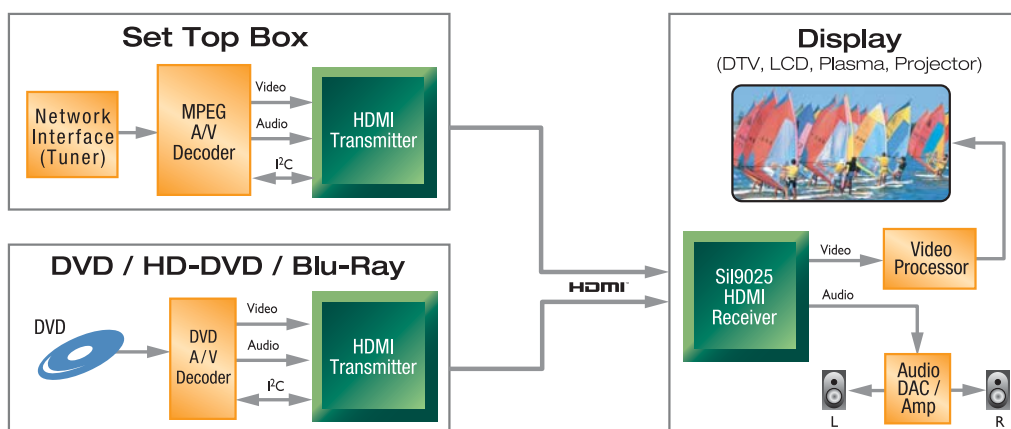 Set Top Box
Network
Interface
(Tuner)
MPEG
A/V
Decoder
Video
Audio
I²C
HDMI
Transmitter
DVD / HD-DVD / Blu-Ray
DVD
DVD
A / V
Decoder
Video
Audio
I²C
HDMI
Transmitter
HDMI™
Display
(DTV, LCD, Plasma, Projector)
SiI9025
HDMI
Receiver
Video
Audio
Video
Processor
Audio
DAC /
Amp
L
R